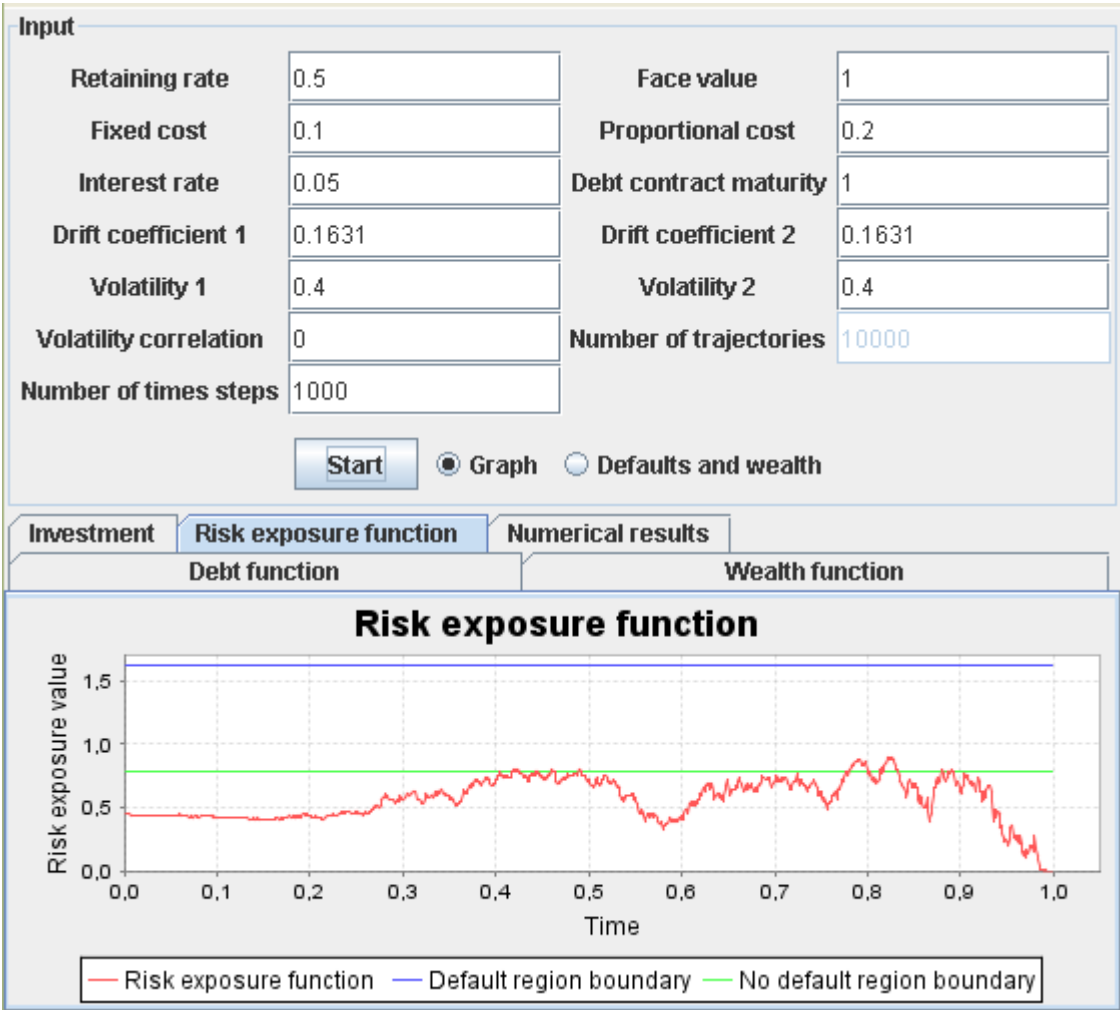 Input
Retaining rate 0.5 Face value 1
Fixed cost 0.1 Proportional cost 0.2
Interest rate 0.05 Debt contract maturity 1
Drift coefficient 1 0.1631 Drift coefficient 2 0.1631
Volatility 1 0.4 Volatility 2 0.4
Volatility correlation 0 Number of trajectories 10000
Number of times steps 1000
Start Graph Defaults and wealth
Investment Risk exposure function Numerical results
Debt function Wealth function
Risk exposure function
Risk exposure value
1,5
1,0
0,5
0,0
0,0 0,1 0,2 0,3 0,4 0,5 0,6 0,7 0,8 0,9 1,0
Time
Risk exposure function Default region boundary No default region boundary